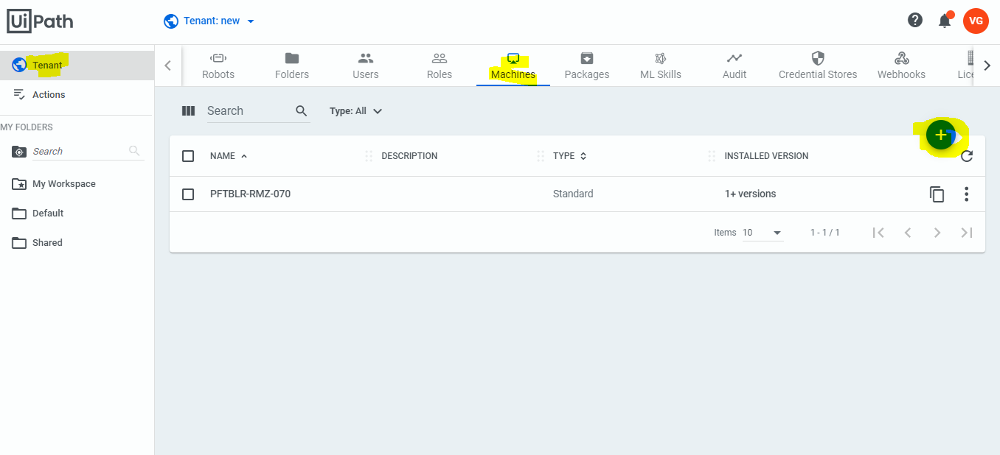 UiPath
Tenant: new
VG
Tenant
Actions
MY FOLDERS
Search
My Workspace
Default
Shared
Robots
Folders
Users
Roles
Machines
Packages
ML Skills
Audit
Credential Stores
Webhooks
Lice
Search
Type: All
NAME
DESCRIPTION
TYPE
INSTALLED VERSION
PFTBLR-RMZ-070
Standard
1+ versions
Items 10
1 - 1 / 1